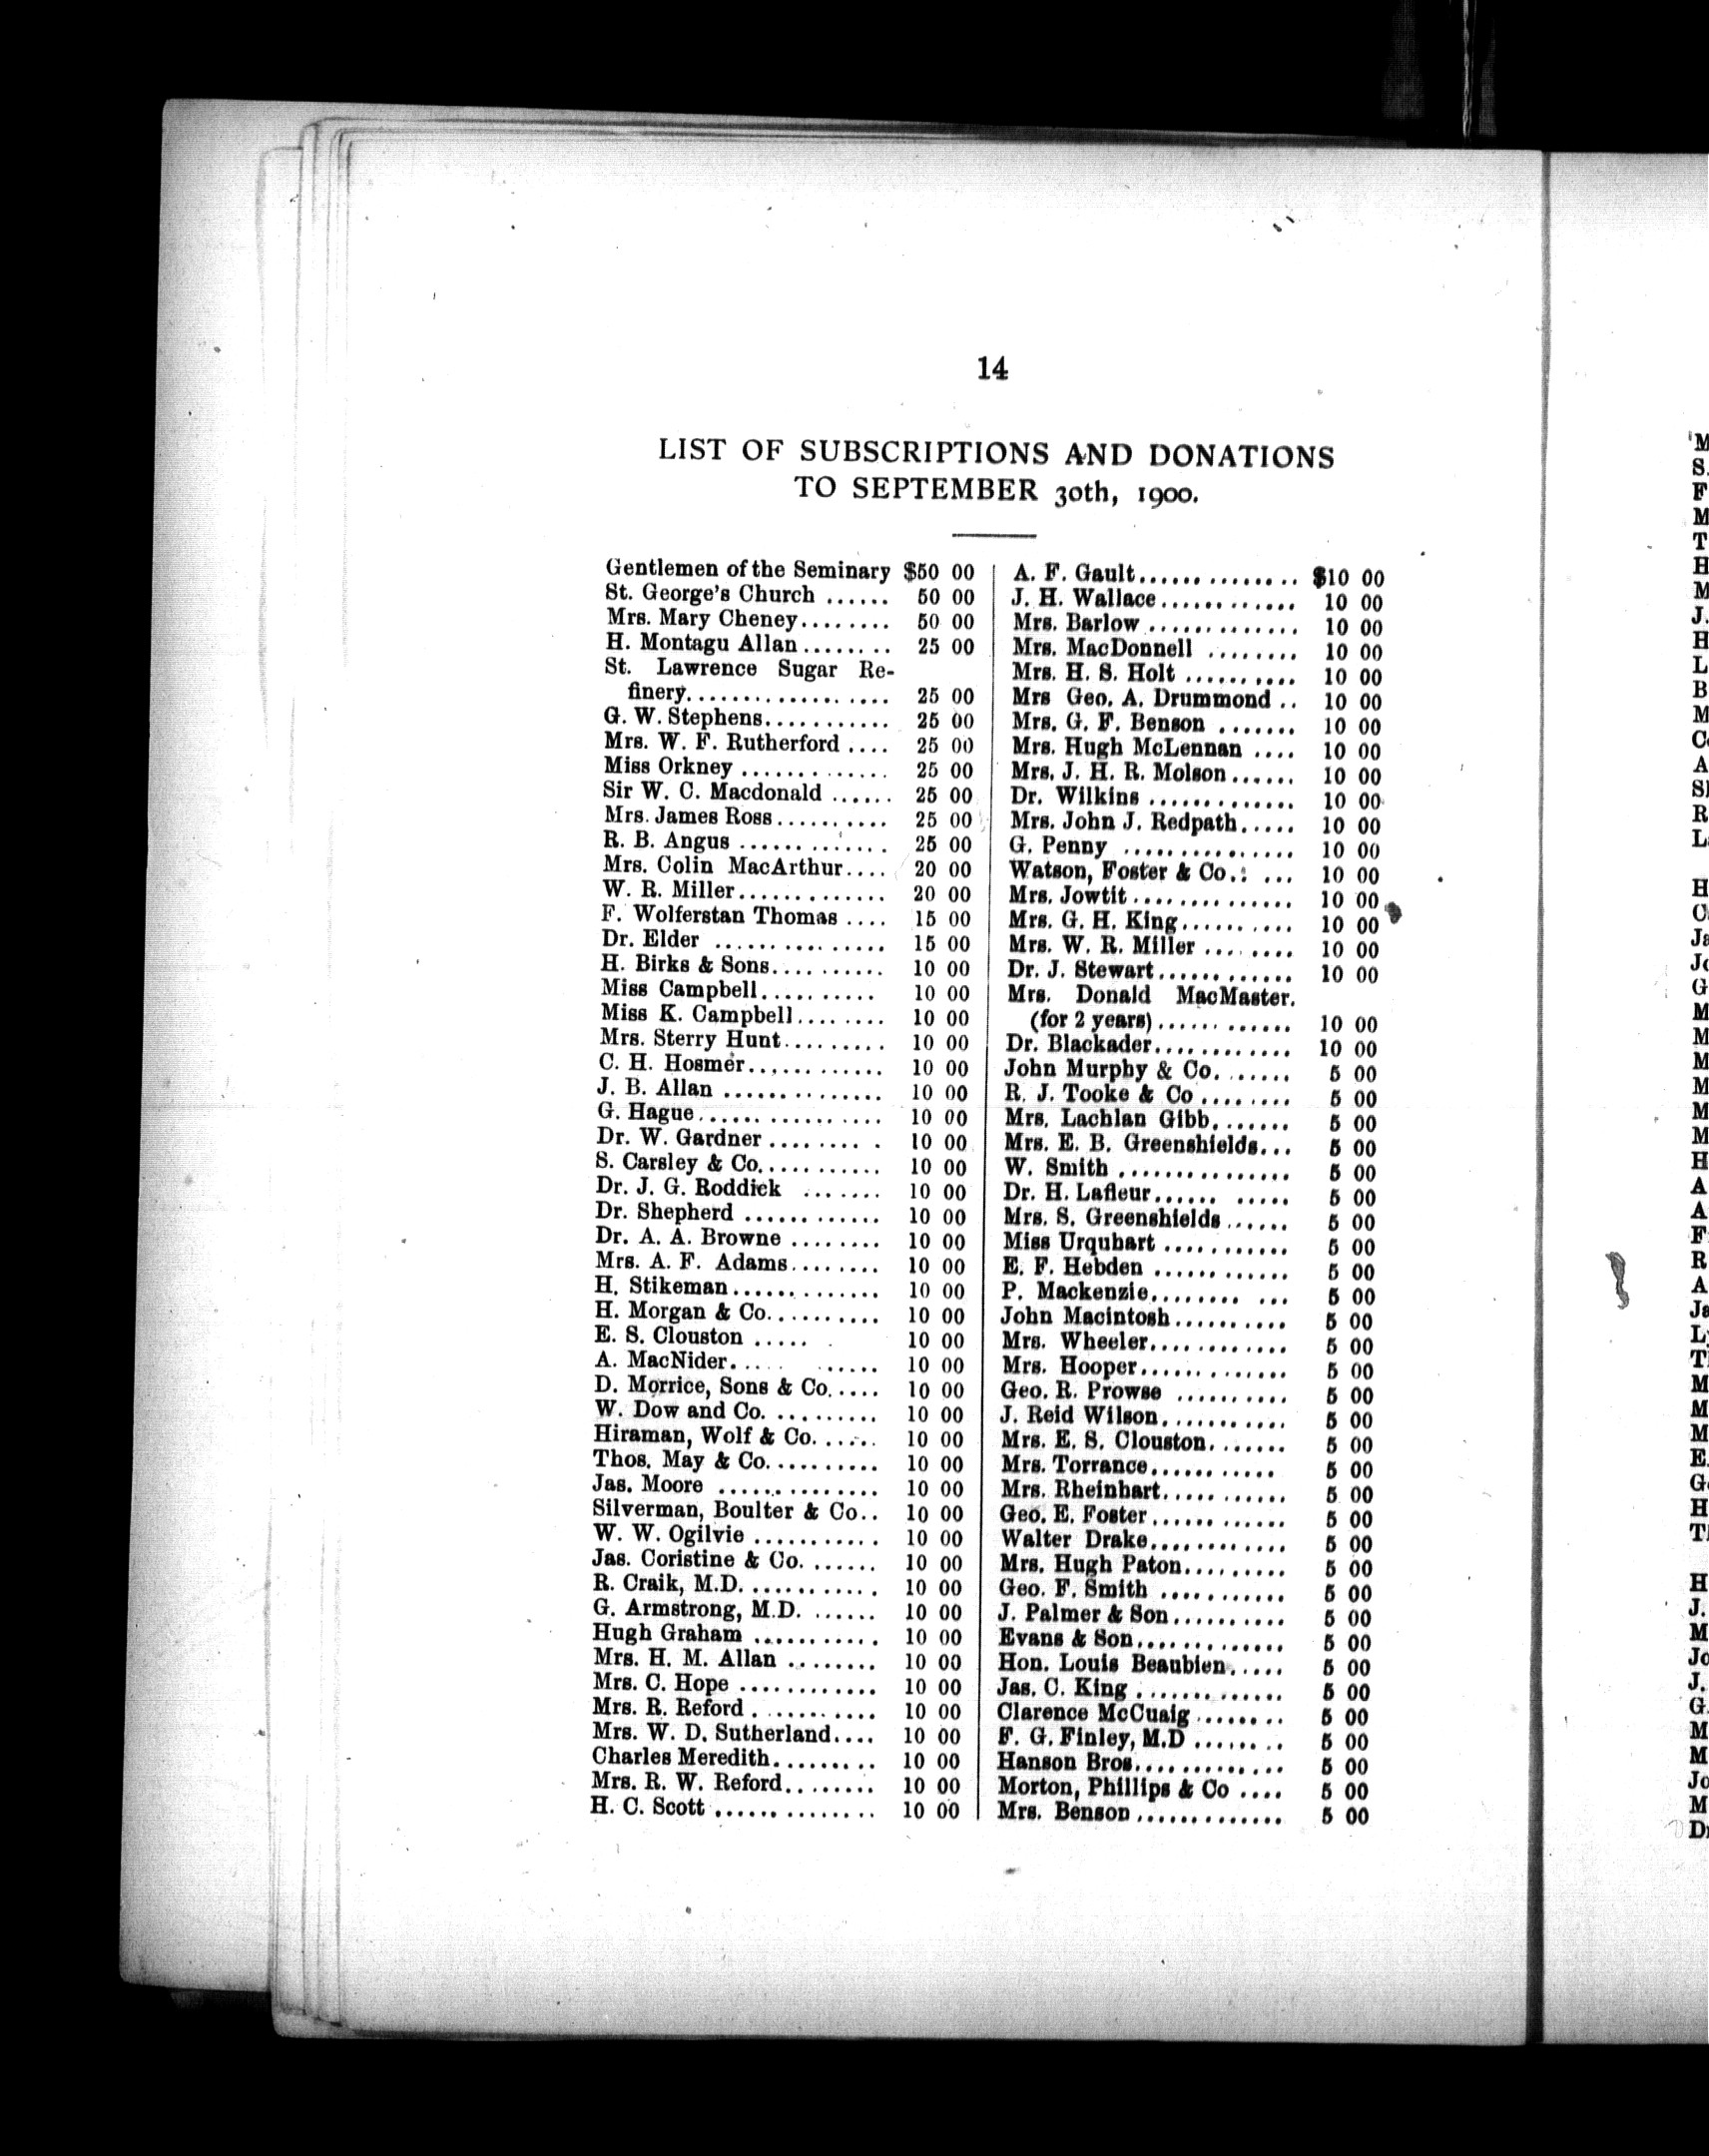 14
LIST OF SUBSCRIPTIONS AND DONATIONS
TO SEPTEMBER 30th, 1900.
Gentlemen of the Seminary $50 00
St. George's Church ...... 50 00
Mrs. Mary Cheney........ 50 00
H. Montagu Allan........ 25 00
St. Lawrence Sugar Re-
finery.................. 25 00
G. W. Stephens........... 25 00
Mrs. W. F. Rutherford .... 25 00
Miss Orkney ............. 25 00
Sir W. C. Macdonald ...... 25 00
Mrs. James Ross.......... 25 00
R. B. Angus ............. 25 00
Mrs. Colin MacArthur.... 20 00
W. R. Miller.............. 20 00
F. Wolferstan Thomas .... 15 00
Dr. Elder ............... 15 00
H. Birks & Sons.......... 10 00
Miss Campbell.......... 10 00
Miss K. Campbell........ 10 00
Mrs. Sterry Hunt......... 10 00
C. H. Hosmer............ 10 00
J. B. Allan .............. 10 00
G. Hague................ 10 00
Dr. W. Gardner ......... . 10 00
S. Carsley & Co........... 10 00
Dr. J. G. Roddick ....... 10 00
Dr. Shepherd ............ 10 00
Dr. A. A. Browne ........ 10 00
Mrs. A. F. Adams........ 10 00
H. Stikeman............. 10 00
H. Morgan & Co.......... 10 00
E. S. Clouston ..... . 10 00
A. MacNider.... ..... 10 00
D. Morrice, Sons & Co..... 10 00
W. Dow and Co. ......... 10 00
Hiraman, Wolf & Co...... 10 00
Thos. May & Co.......... 10 00
Jas. Moore .............. 10 00
Silverman, Boulter & Co.. 10 00
W. W. Ogilvie ........... 10 00
Jas. Coristine & Co. ...... 10 00
R. Craik, M.D. ........... 10 00
G. Armstrong, M.D. ...... 10 00
Hugh Graham ........... 10 00
Mrs. H. M. Allan ........ 10 00
Mrs. C. Hope ............ 10 00
Mrs. R. Reford ........... 10 00
Mrs. W. D. Sutherland.... 10 00
Charles Meredith......... 10 00
Mrs. R. W. Reford........ 10 00
H. C. Scott .............. 10 00
A. F. Gault.............. $10 00
J. H. Wallace............ 10 00
Mrs. Barlow ............. 10 00
Mrs. MacDonnell ........ 10 00
Mrs. H. S. Holt .......... 10 00
Mrs Geo. A. Drummond .. 10 00
Mrs. G. F. Benson ....... 10 00
Mrs. Hugh McLennan .... 10 00
Mrs. J. H. R. Molson...... 10 00
Dr. Wilkins ............. 10 00
Mrs. John J. Redpath..... 10 00
G. Penny ............... 10 00
Watson, Foster & Co.: ... 10 00
Mrs. Jowtit.............. 10 00
Mrs. G. H. King.......... 10 00
Mrs. W. R. Miller ........ 10 00
Dr. J. Stewart............ 10 00
Mrs. Donald MacMaster.
(for 2 years)............ 10 00
Dr. Blackader............ 10 00
John Murphy & Co....... 5 00
R. J. Tooke & Co ........ 5 00
Mrs. Lachlan Gibb....... 5 00
Mrs. E. B. Greenshields... 5 00
W. Smith ............... 5 00
Dr. H. Lafleur...... ..... 5 00
Mrs. S. Greenshields...... 5 00
Miss Urquhart ........... 5 00
E. F. Hebden ............ 5 00
P. Mackenzie........ ... 5 00
John Macintosh.......... 5 00
Mrs. Wheeler............ 5 00
Mrs. Hooper............. 5 00
Geo. R. Prowse .......... 5 00
J. Reid Wilson........... 5 00
Mrs. E. S. Clouston....... 5 00
Mrs. Torrance........... 5 00
Mrs. Rheinhart........... 5 00
Geo. E. Foster............ 5 00
Walter Drake............ 5 00
Mrs. Hugh Paton......... 5 00
Geo. F. Smith ........... 5 00
J. Palmer & Son.......... 5 00
Evans & Son............. 5 00
Hon. Louis Beaubien..... 5 00
Jas. C. King ............. 5 00
Clarence McCuaig........ 5 00
F. G. Finley, M.D ........ 5 00
Hanson Bros............. 5 00
Morton, Phillips & Co .... 5 00
Mrs. Benson............. 5 00